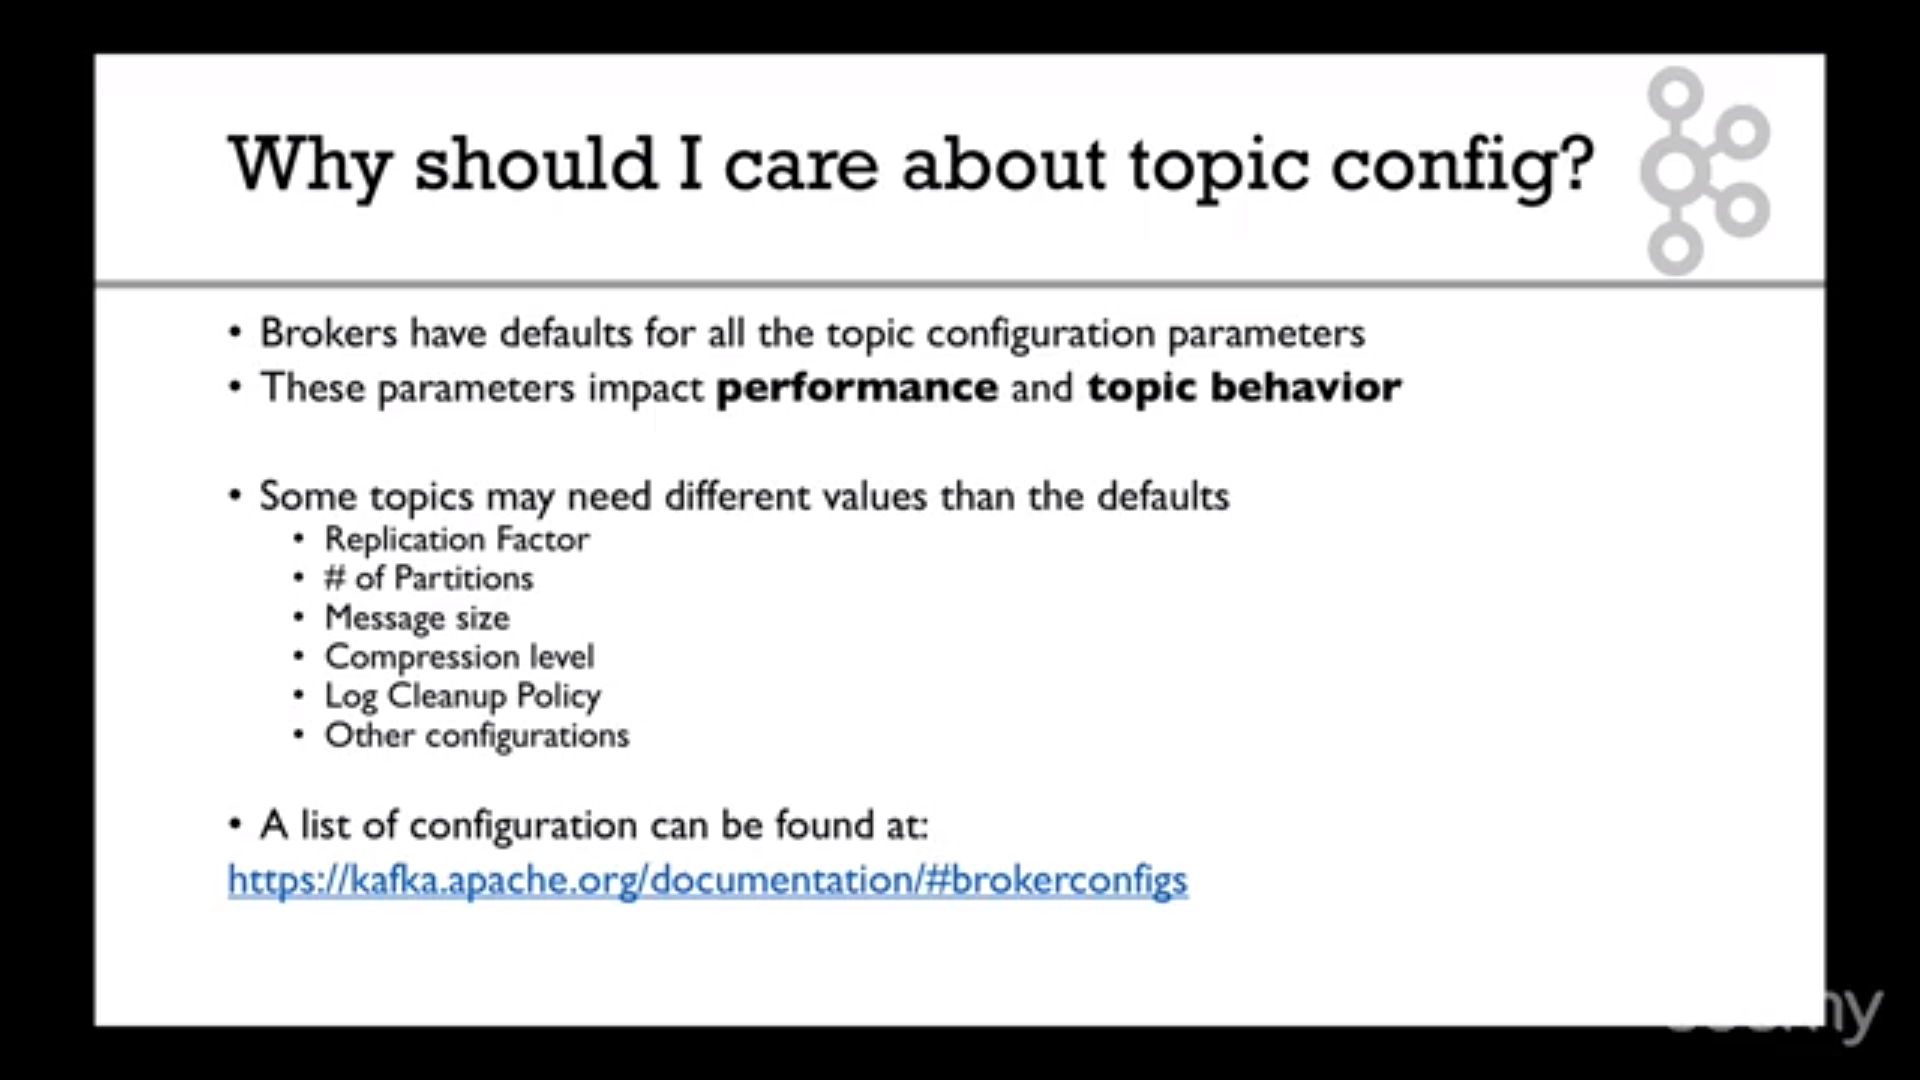 Why should I care about topic config?
• Brokers have defaults for all the topic configuration parameters
• These parameters impact performance and topic behavior
• Some topics may need different values than the defaults
• Replication Factor
• # of Partitions
• Message size
• Compression level
• Log Cleanup Policy
• Other configurations
• A list of configuration can be found at:
https://kafka.apache.org/documentation/#brokerconfigs